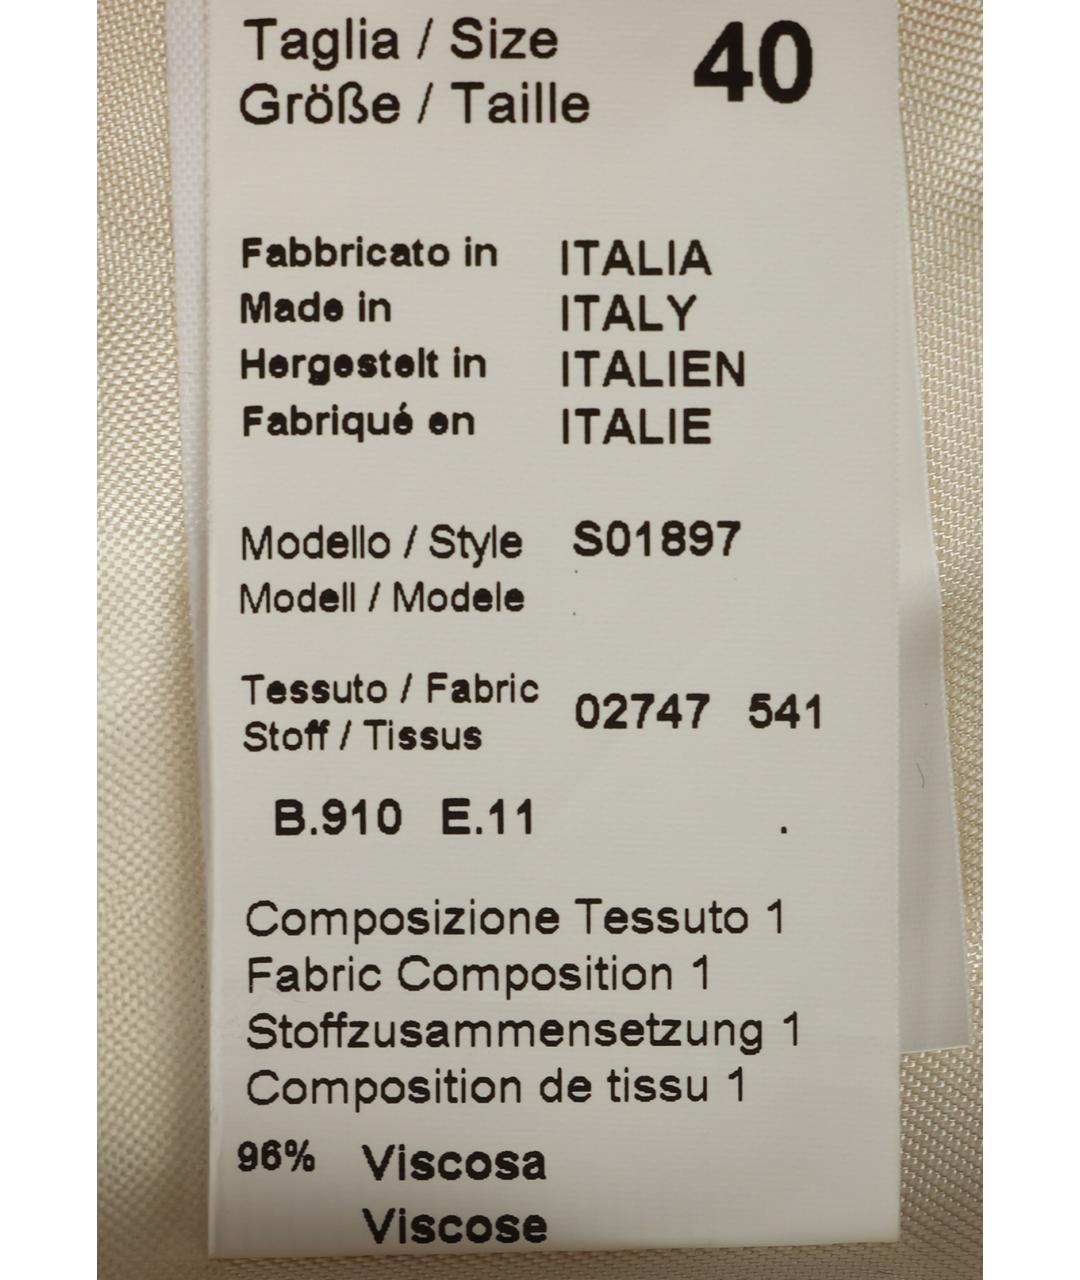 Taglia / Size 40
Größe / Taille
Fabbricato in ITALIA
Made in ITALY
Hergestelt in ITALIEN
Fabriqué en ITALIE
Modello / Style S01897
Modell / Modele
Tessuto / Fabric 02747 541
Stoff / Tissus
B.910 E.11 .
Composizione Tessuto 1
Fabric Composition 1
Stoffzusammensetzung 1
Composition de tissu 1
96% Viscosa
Viscose